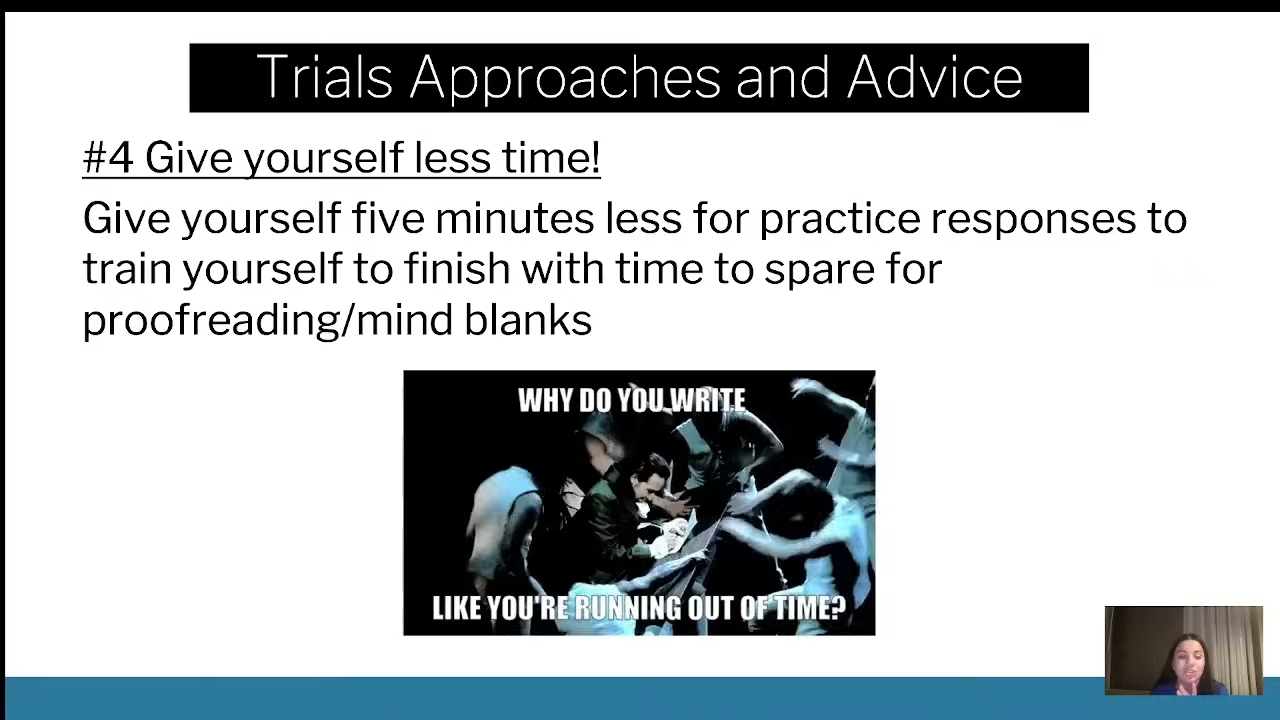 Trials Approaches and Advice
#4 Give yourself less time!
Give yourself five minutes less for practice responses to
train yourself to finish with time to spare for
proofreading/mind blanks
WHY DO YOU WRITE
LIKE YOU'RE RUNNING OUT OF TIME?